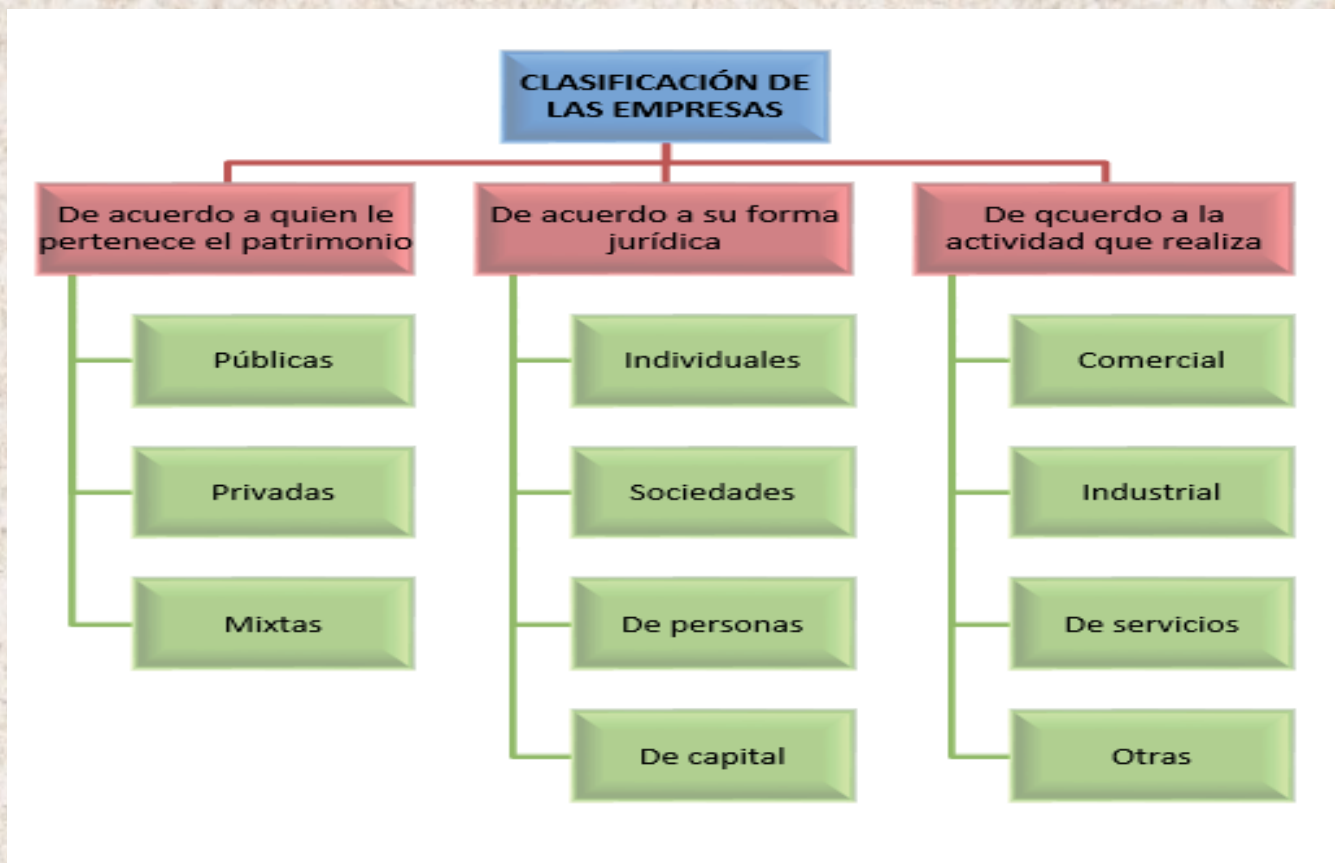 CLASIFICACIÓN DE
LAS EMPRESAS
De acuerdo a quien le
pertenece el patrimonio
Públicas
Privadas
Mixtas
De acuerdo a su forma
jurídica
Individuales
Sociedades
De personas
De capital
De qcuerdo a la
actividad que realiza
Comercial
Industrial
De servicios
Otras